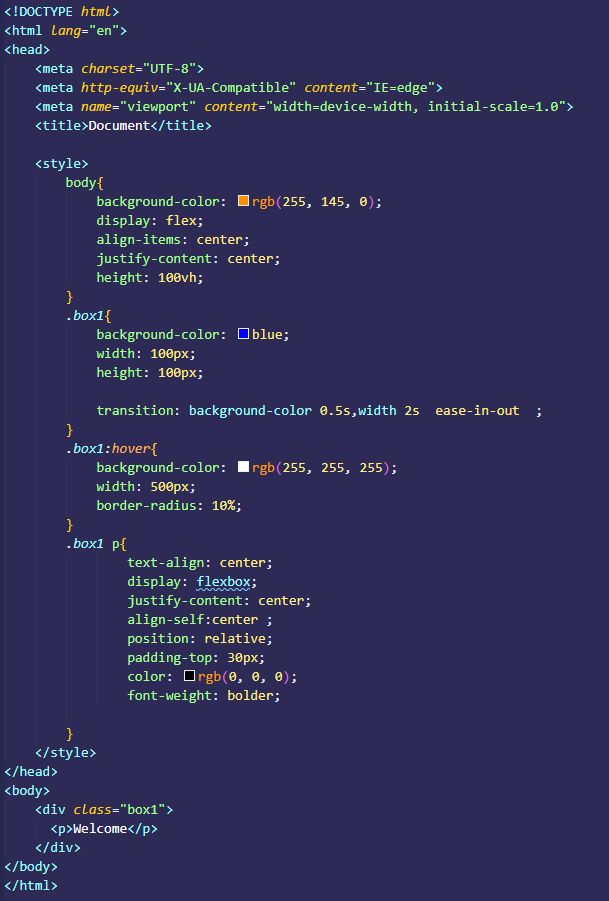 <!DOCTYPE html>
<html lang="en">
<head>
    <meta charset="UTF-8">
    <meta http-equiv="X-UA-Compatible" content="IE=edge">
    <meta name="viewport" content="width=device-width, initial-scale=1.0">
    <title>Document</title>

    <style>
        body{
            background-color: rgb(255, 145, 0);
            display: flex;
            align-items: center;
            justify-content: center;
            height: 100vh;
        }
        .box1{
            background-color: blue;
            width: 100px;
            height: 100px;

            transition: background-color 0.5s,width 2s  ease-in-out  ;
        }
        .box1:hover{
            background-color: rgb(255, 255, 255);
            width: 500px;
            border-radius: 10%;
        }
        .box1 p{
                text-align: center;
                display: flexbox;
                justify-content: center;
                align-self:center ;
                position: relative;
                padding-top: 30px;
                color: rgb(0, 0, 0);
                font-weight: bolder;

        }
    </style>
</head>
<body>
    <div class="box1">
      <p>Welcome</p>
    </div>
</body>
</html>